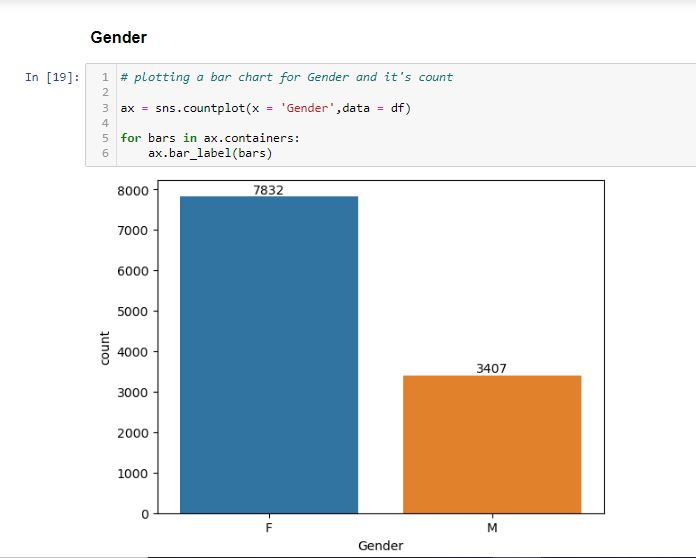 Gender
In [19]:
1 # plotting a bar chart for Gender and it's count
2
3 ax = sns.countplot(x = 'Gender',data = df)
4
5 for bars in ax.containers:
6     ax.bar_label(bars)
8000
7832
7000
6000
5000
4000
3407
3000
2000
1000
0
count
F
M
Gender